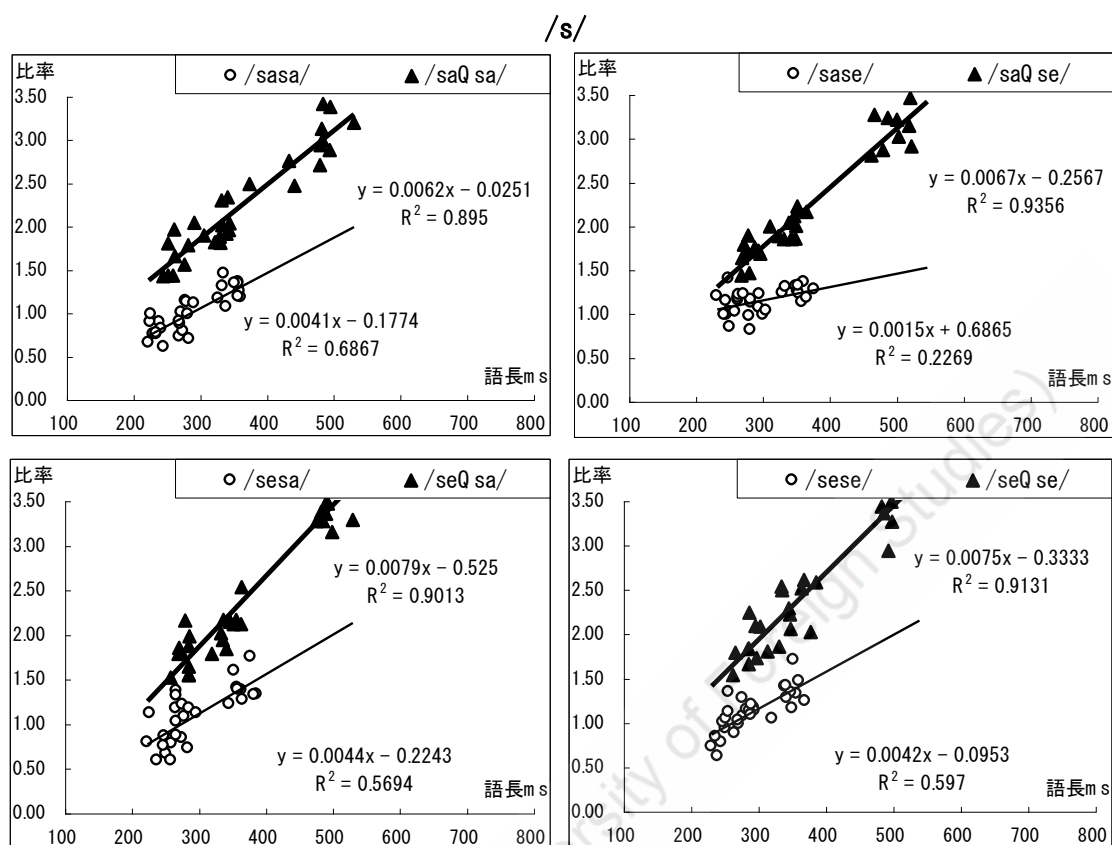 /s/
比率
○ /sasa/ ▲ /saQ sa/
3.50
3.00
2.50
2.00
1.50
1.00
0.50
0.00
y = 0.0062x - 0.0251
R² = 0.895
y = 0.0041x - 0.1774
R² = 0.6867
語長ms
100 200 300 400 500 600 700 800
比率
○ /sase/ ▲ /saQ se/
3.50
3.00
2.50
2.00
1.50
1.00
0.50
0.00
y = 0.0067x - 0.2567
R² = 0.9356
y = 0.0015x + 0.6865
R² = 0.2269
語長ms
100 200 300 400 500 600 700 800
比率
○ /sesa/ ▲ /seQ sa/
3.50
3.00
2.50
2.00
1.50
1.00
0.50
0.00
y = 0.0079x - 0.525
R² = 0.9013
y = 0.0044x - 0.2243
R² = 0.5694
語長ms
100 200 300 400 500 600 700 800
比率
○ /sese/ ▲ /seQ se/
3.50
3.00
2.50
2.00
1.50
1.00
0.50
0.00
y = 0.0075x - 0.3333
R² = 0.9131
y = 0.0042x - 0.0953
R² = 0.597
語長ms
100 200 300 400 500 600 700 800
of Foreign Studies)